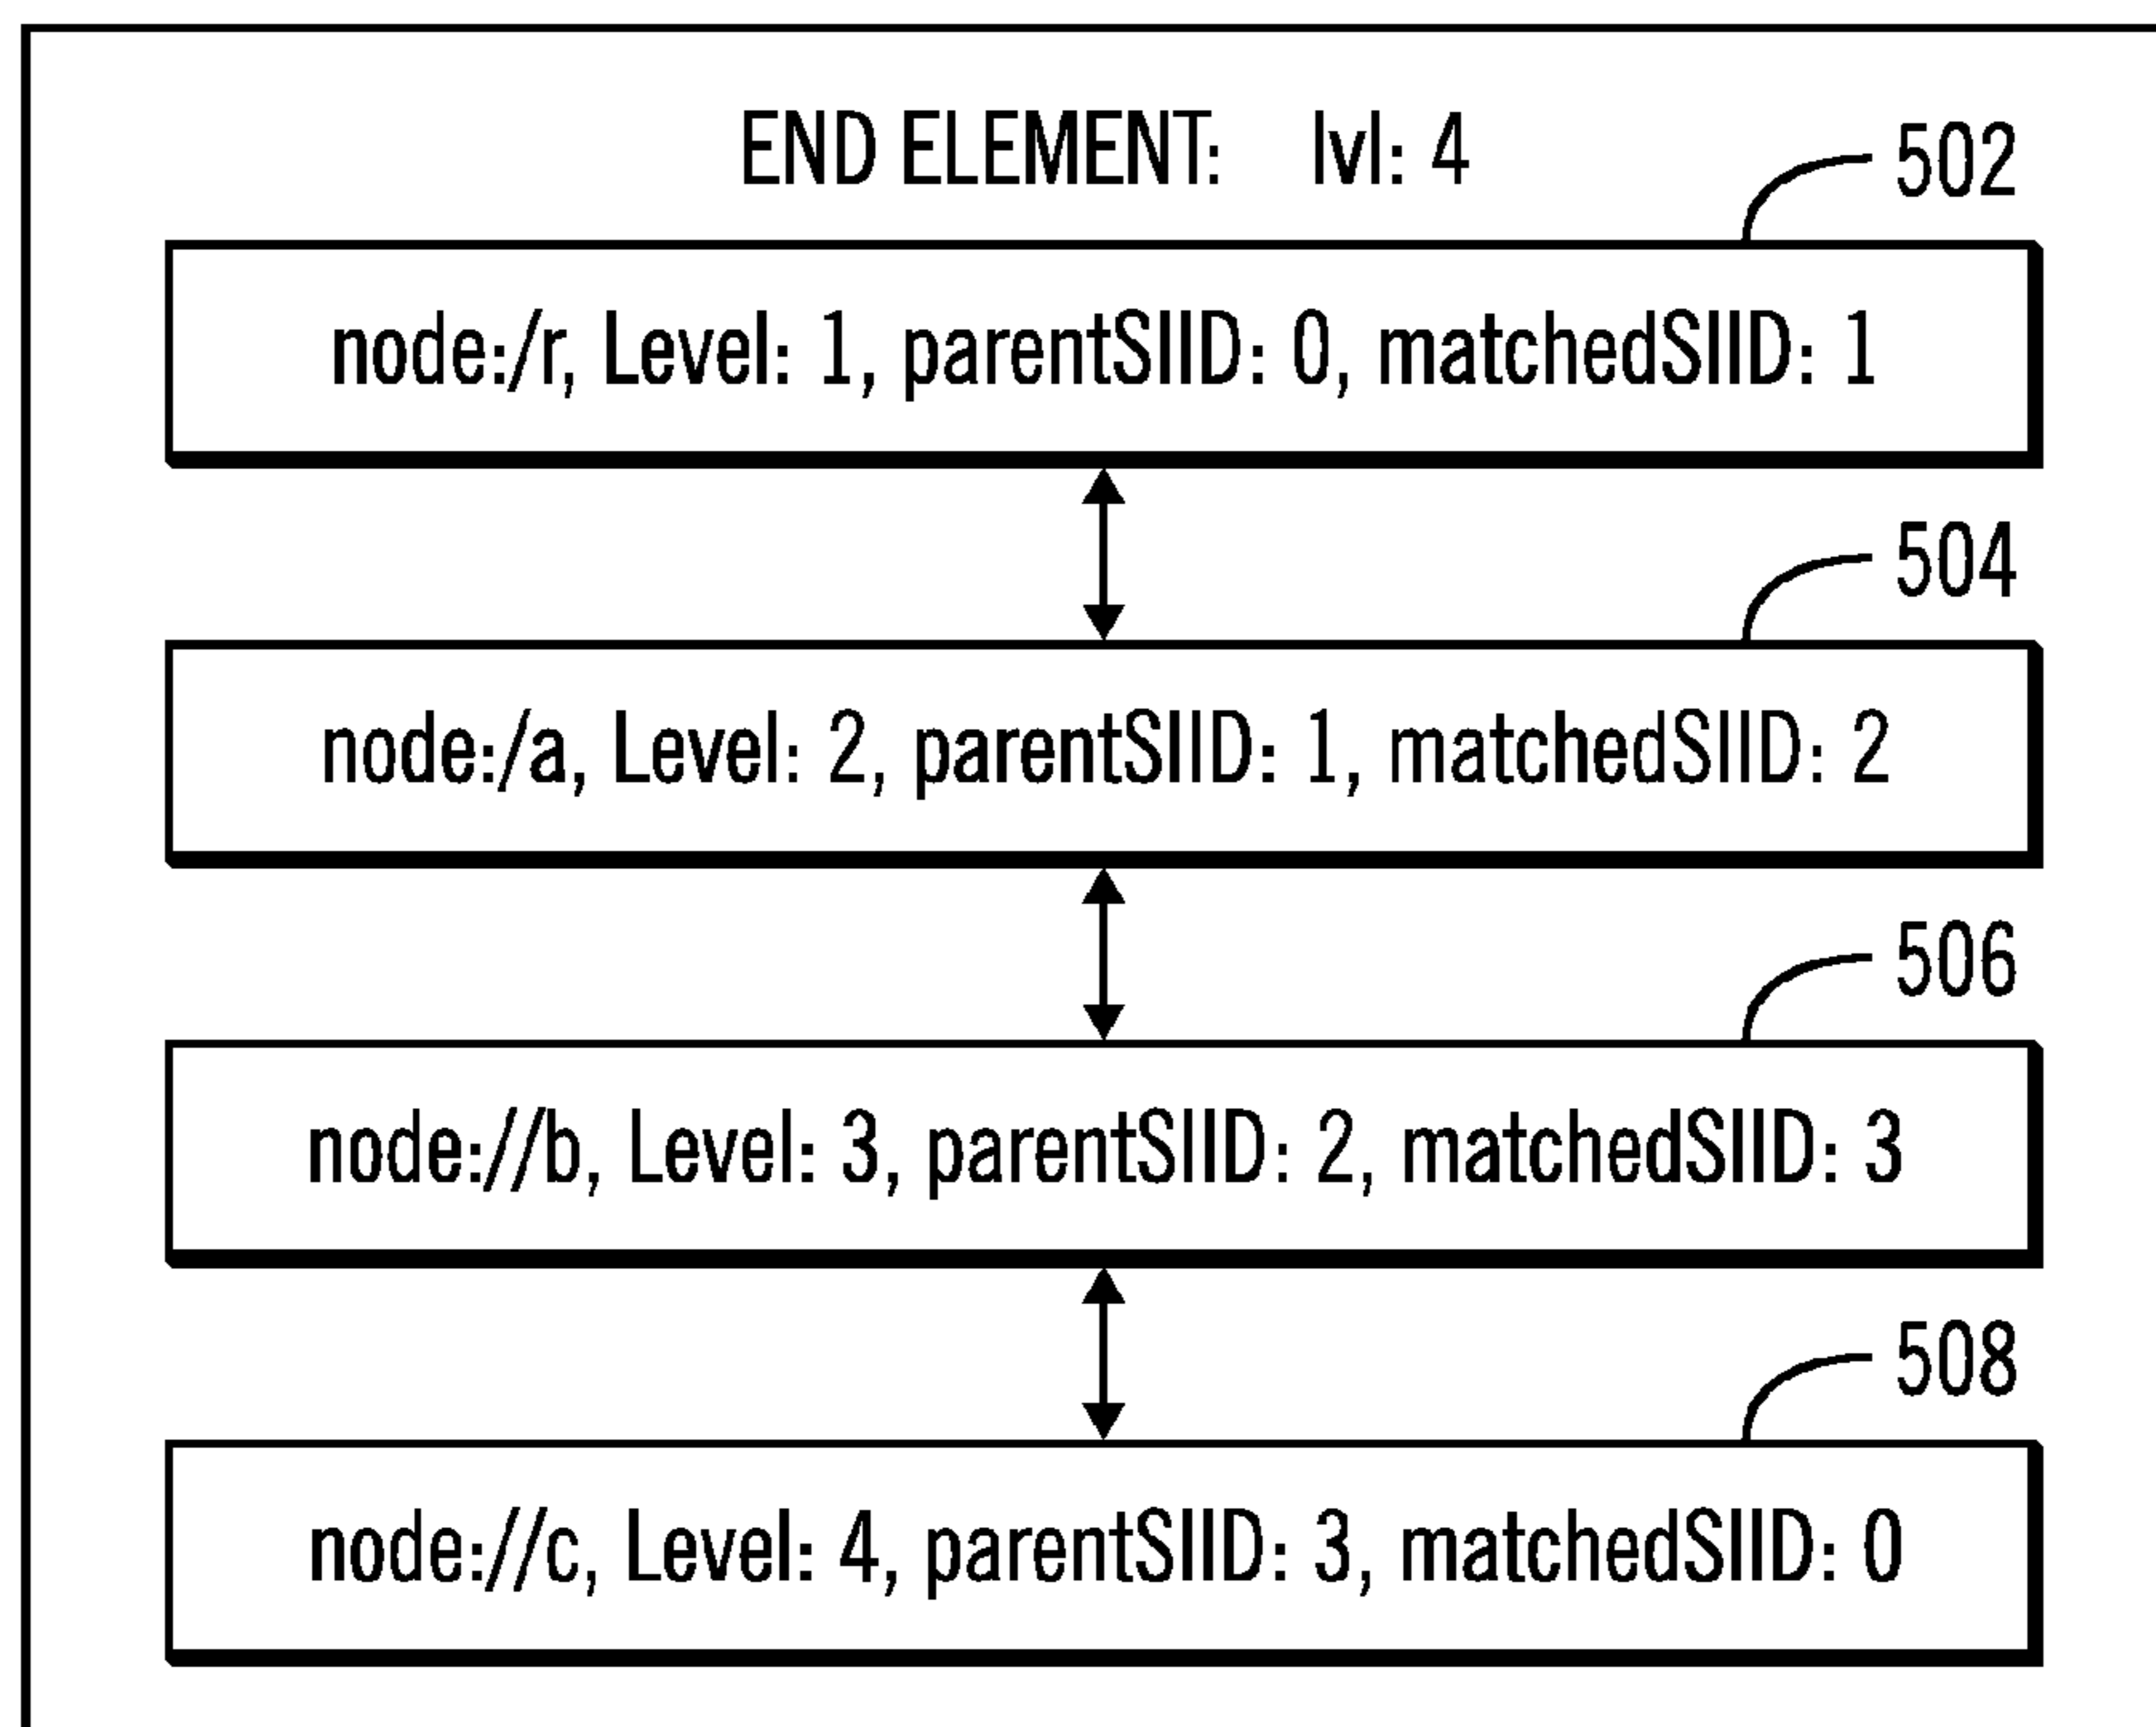 END ELEMENT: lvl: 4
502
node:/r, Level: 1, parentSIID: 0, matchedSIID: 1
504
node:/a, Level: 2, parentSIID: 1, matchedSIID: 2
506
node://b, Level: 3, parentSIID: 2, matchedSIID: 3
508
node://c, Level: 4, parentSIID: 3, matchedSIID: 0